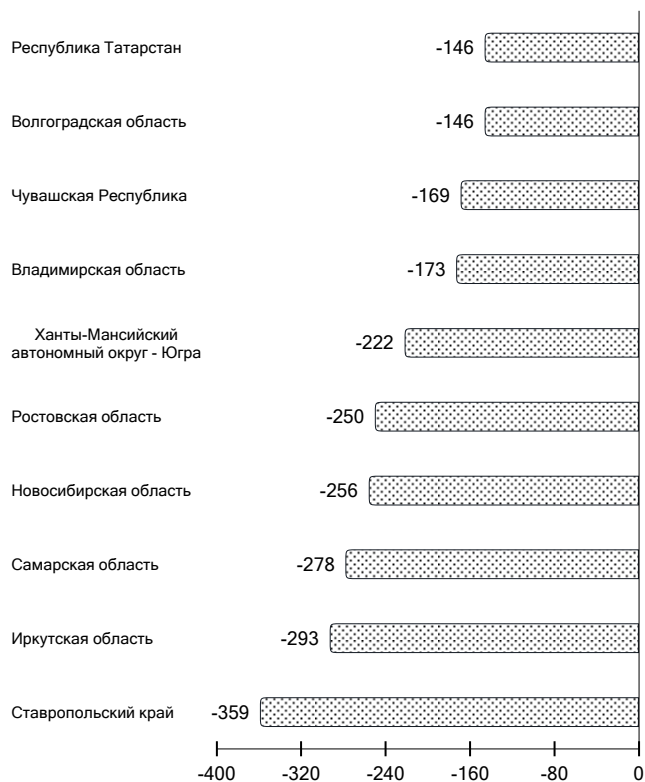 Республика Татарстан -146
Волгоградская область -146
Чувашская Республика -169
Владимирская область -173
Ханты-Мансийский
автономный округ - Югра -222
Ростовская область -250
Новосибирская область -256
Самарская область -278
Иркутская область -293
Ставропольский край -359
-400 -320 -240 -160 -80 0